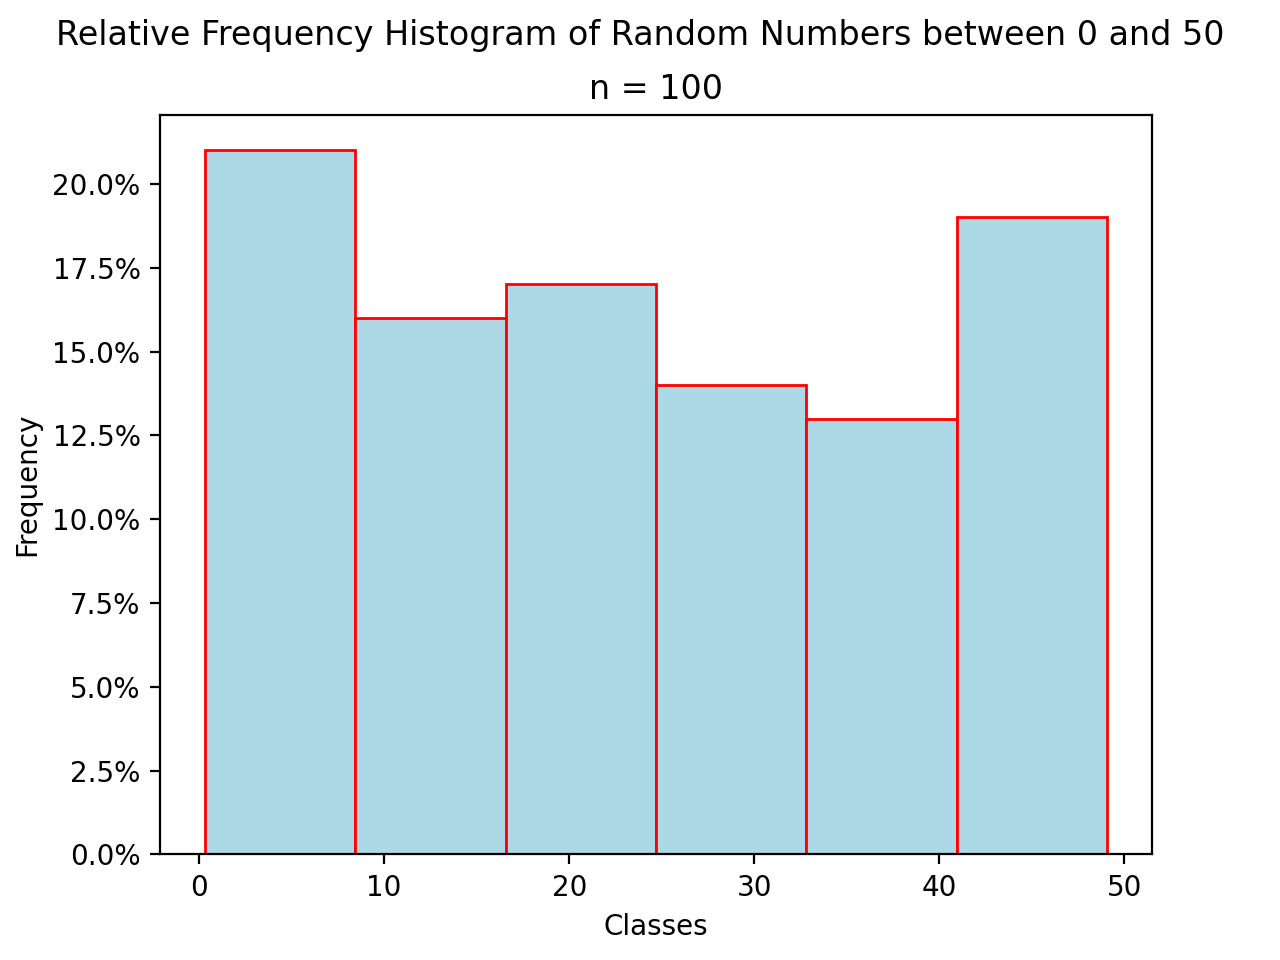 Relative Frequency Histogram of Random Numbers between 0 and 50
n = 100
20.0%
17.5%
15.0%
12.5%
10.0%
7.5%
5.0%
2.5%
0.0%
Frequency
0 10 20 30 40 50
Classes